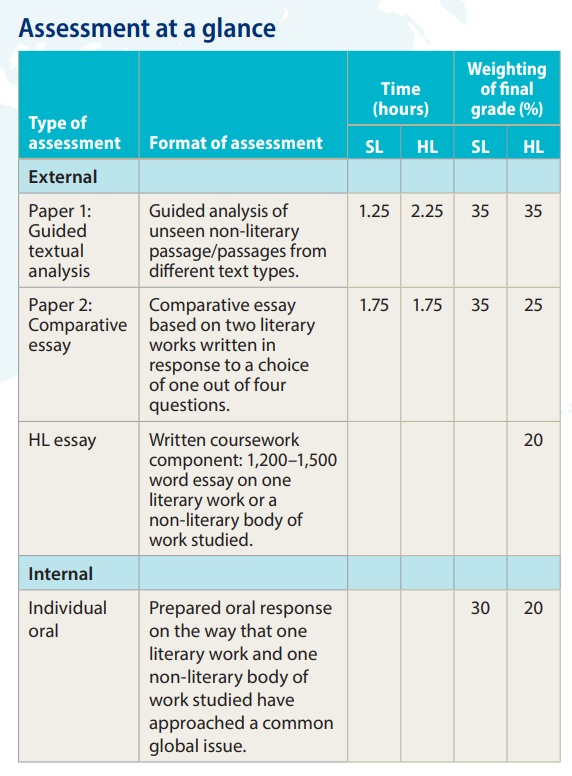 Assessment at a glance
Type of
assessment
Format of assessment
Time
(hours)
Weighting
of final
grade (%)
SL HL SL HL
External
Paper 1:
Guided
textual
analysis
Guided analysis of
unseen non-literary
passage/passages from
different text types.
1.25 2.25 35 35
Paper 2:
Comparative
essay
Comparative essay
based on two literary
works written in
response to a choice
of one out of four
questions.
1.75 1.75 35 25
HL essay
Written coursework
component: 1,200–1,500
word essay on one
literary work or a
non-literary body of
work studied.
20
Internal
Individual
oral
Prepared oral response
on the way that one
literary work and one
non-literary body of
work studied have
approached a common
global issue.
30 20